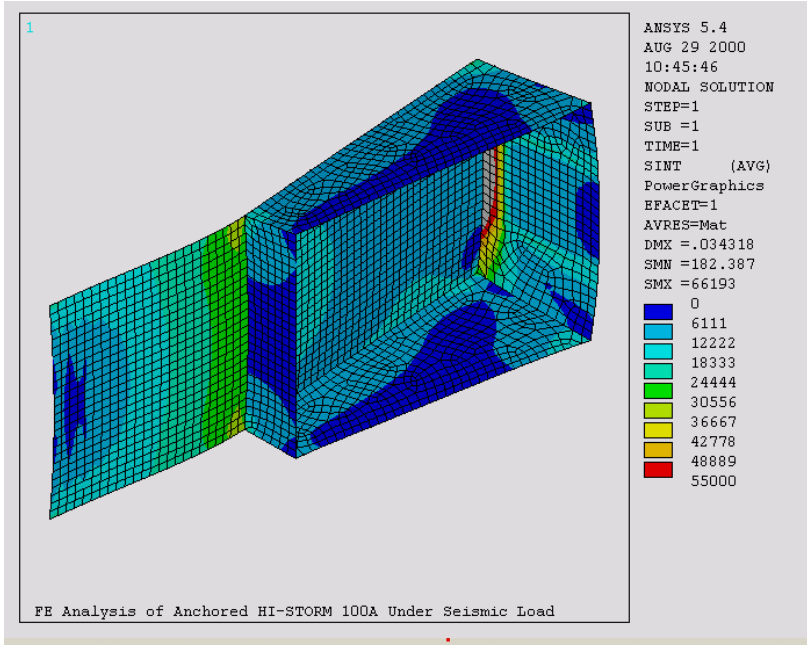 1
ANSYS 5.4
AUG 29 2000
10:45:46
NODAL SOLUTION
STEP=1
SUB =1
TIME=1
SINT (AVG)
PowerGraphics
EFACET=1
AVRES=Mat
DMX =.034318
SMN =182.387
SMX =66193
0
6111
12222
18333
24444
30556
36667
42778
48889
55000
FE Analysis of Anchored HI-STORM 100A Under Seismic Load